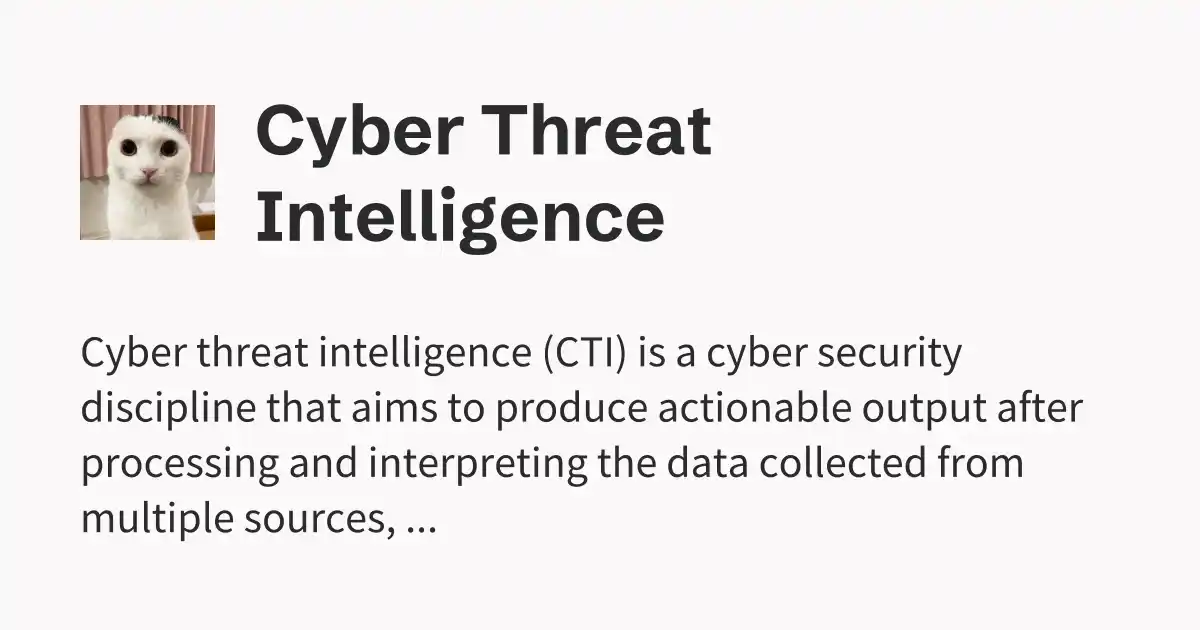 Cyber Threat
Intelligence
Cyber threat intelligence (CTI) is a cyber security
discipline that aims to produce actionable output after
processing and interpreting the data collected from
multiple sources, ...